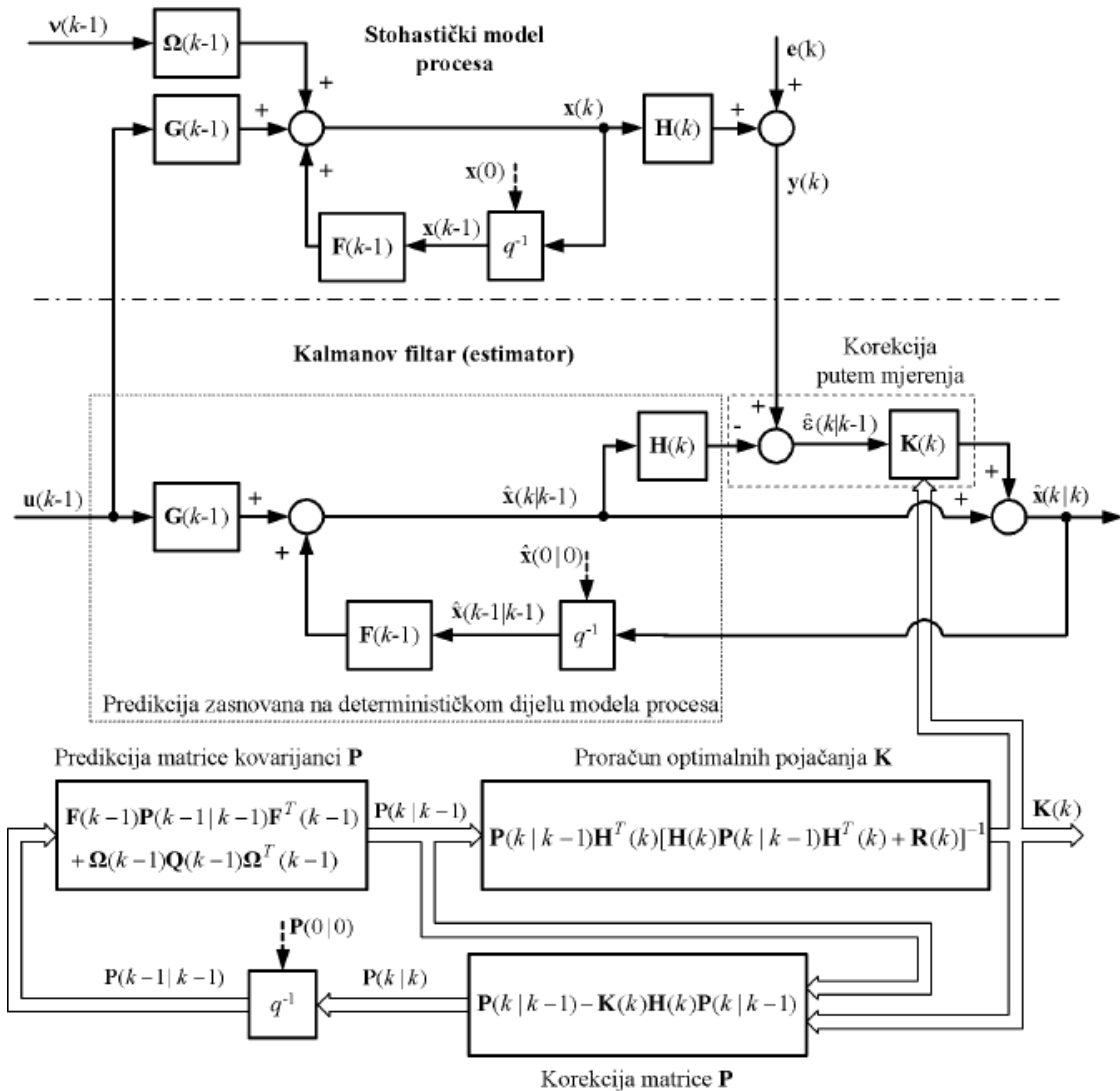 ν(k-1)
Ω(k-1)
Stohastički model
procesa
e(k)
+
+
G(k-1)
+
x(k)
H(k)
+
+
x(0)
y(k)
F(k-1)
x(k-1)
q⁻¹
Kalmanov filtar (estimator)
Korekcija
putem mjerenja
H(k)
-
+
ε̂(k|k-1)
K(k)
+
u(k-1)
G(k-1)
+
x̂(k|k-1)
+
x̂(k|k)
+
x̂(0|0)
F(k-1)
x̂(k-1|k-1)
q⁻¹
Predikcija zasnovana na determinističkom dijelu modela procesa
Predikcija matrice kovarijanci P
Proračun optimalnih pojačanja K
F(k-1)P(k-1|k-1)Fᵀ(k-1)
+ Ω(k-1)Q(k-1)Ωᵀ(k-1)
P(k|k-1)
P(k|k-1)Hᵀ(k)[H(k)P(k|k-1)Hᵀ(k)+R(k)]⁻¹
K(k)
P(0|0)
P(k-1|k-1)
q⁻¹
P(k|k)
P(k|k-1)-K(k)H(k)P(k|k-1)
Korekcija matrice P